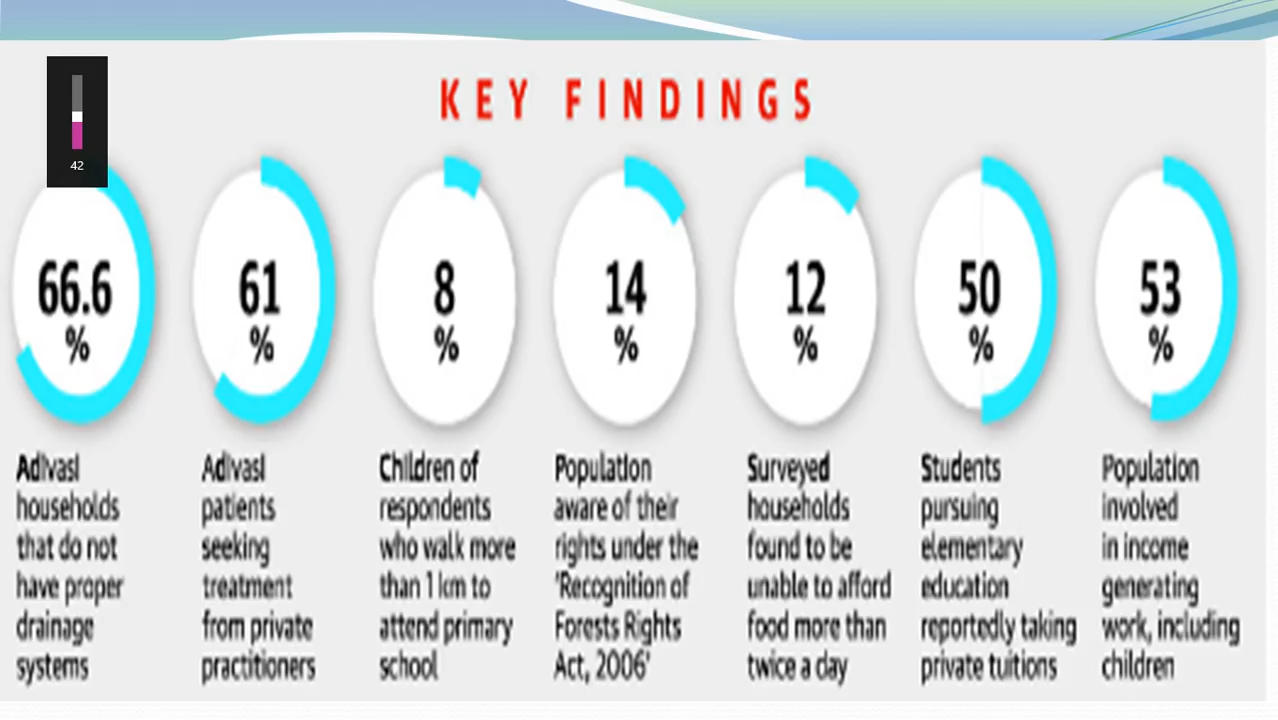 42
KEY FINDINGS
66.6
%
Adivasi
households
that do not
have proper
drainage
systems
61
%
Adivasi
patients
seeking
treatment
from private
practitioners
8
%
Children of
respondents
who walk more
than 1 km to
attend primary
school
14
%
Population
aware of their
rights under the
'Recognition of
Forests Rights
Act, 2006'
12
%
Surveyed
households
found to be
unable to afford
food more than
twice a day
50
%
Students
pursuing
elementary
education
reportedly taking
private tuitions
53
%
Population
involved
in income
generating
work, including
children